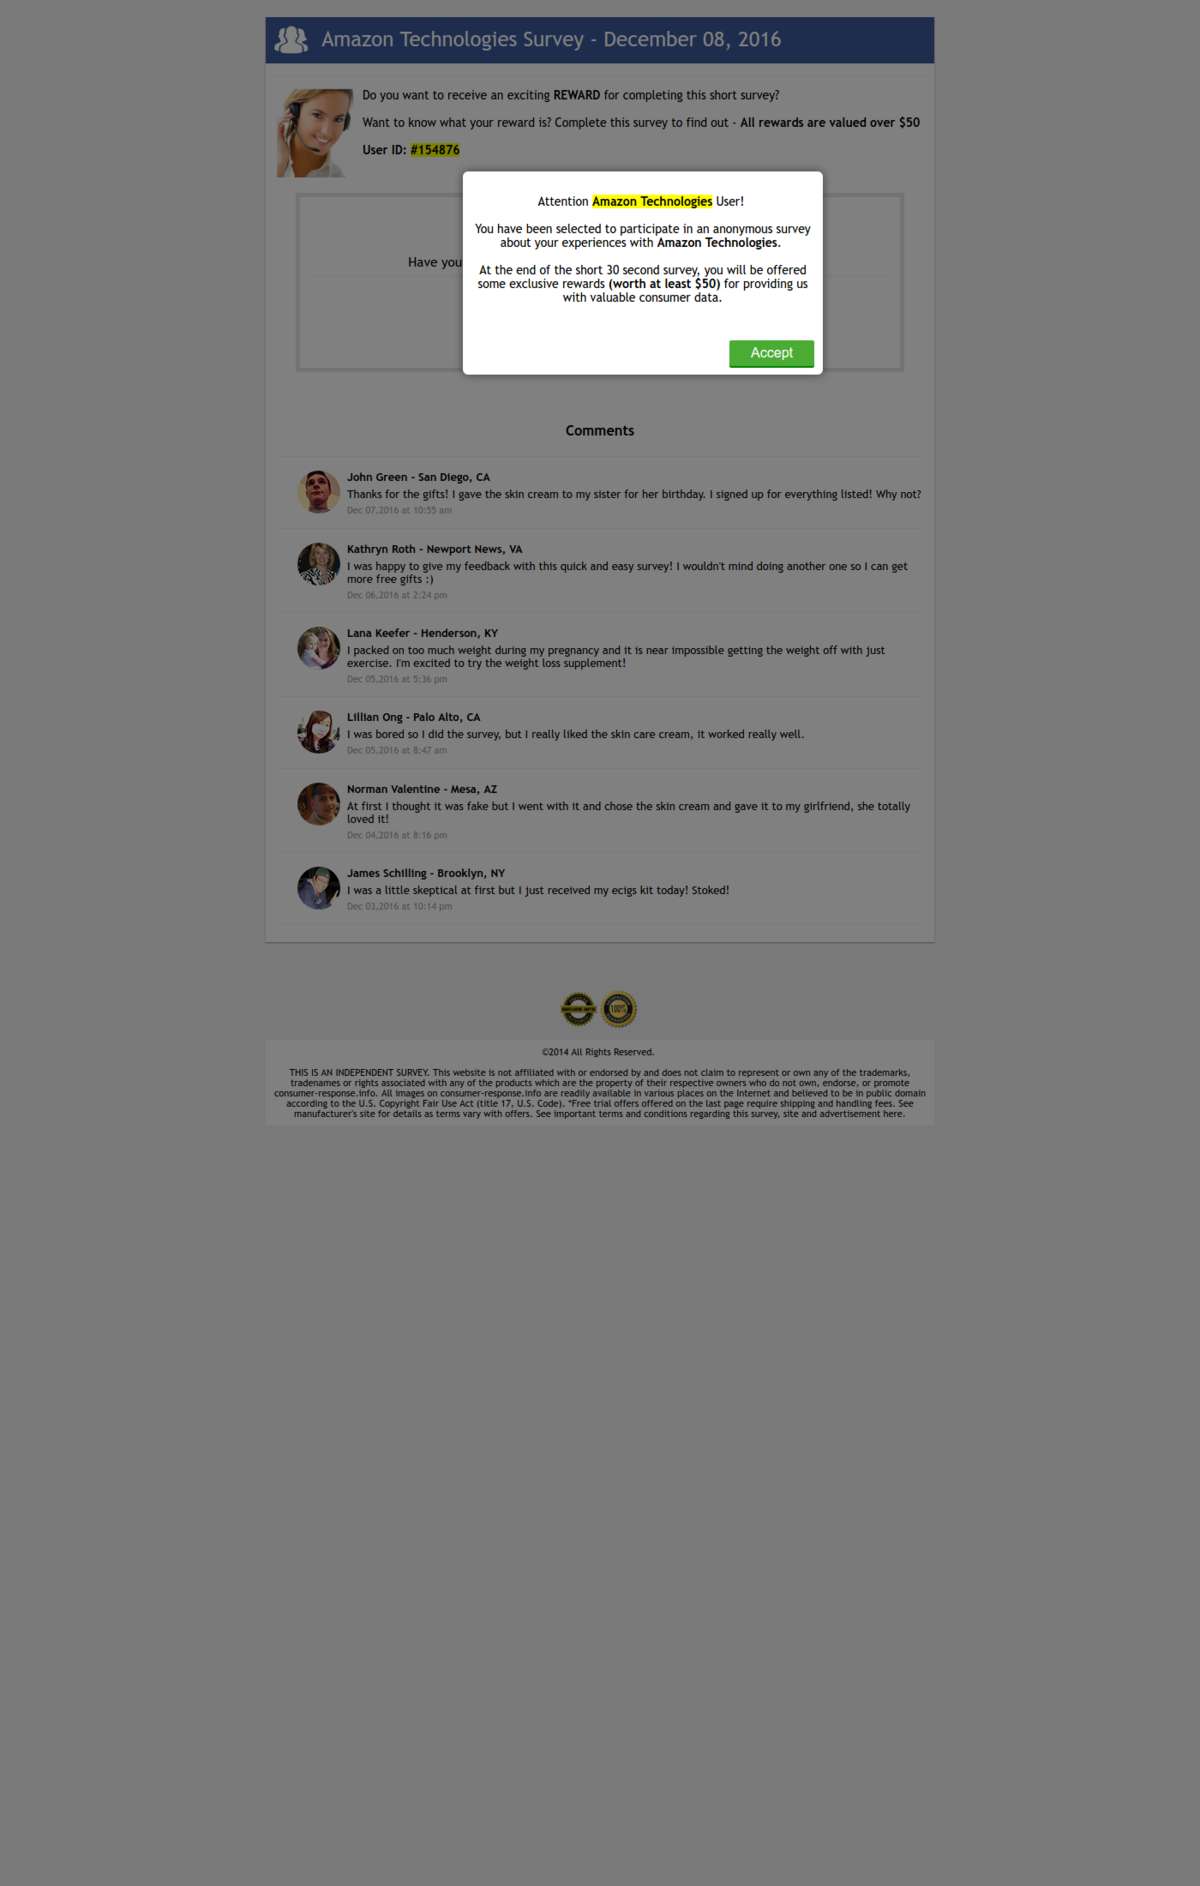 Amazon Technologies Survey - December 08, 2016
Do you want to receive an exciting REWARD for completing this short survey?
Want to know what your reward is? Complete this survey to find out - All rewards are valued over $50
User ID: #154876
Attention Amazon Technologies User!
You have been selected to participate in an anonymous survey
about your experiences with Amazon Technologies.
At the end of the short 30 second survey, you will be offered
some exclusive rewards (worth at least $50) for providing us
with valuable consumer data.
Accept
Have you
Comments
John Green - San Diego, CA
Thanks for the gifts! I gave the skin cream to my sister for her birthday. I signed up for everything listed! Why not?
Dec 07,2016 at 10:55 am
Kathryn Roth - Newport News, VA
I was happy to give my feedback with this quick and easy survey! I wouldn't mind doing another one so I can get
more free gifts :)
Dec 06,2016 at 2:24 pm
Lana Keefer - Henderson, KY
I packed on too much weight during my pregnancy and it is near impossible getting the weight off with just
exercise. I'm excited to try the weight loss supplement!
Dec 05,2016 at 5:36 pm
Lillian Ong - Palo Alto, CA
I was bored so I did the survey, but I really liked the skin care cream, it worked really well.
Dec 05,2016 at 8:47 am
Norman Valentine - Mesa, AZ
At first I thought it was fake but I went with it and chose the skin cream and gave it to my girlfriend, she totally
loved it!
Dec 04,2016 at 8:16 pm
James Schilling - Brooklyn, NY
I was a little skeptical at first but I just received my ecigs kit today! Stoked!
Dec 03,2016 at 10:14 pm
100%
©2014 All Rights Reserved.
THIS IS AN INDEPENDENT SURVEY. This website is not affiliated with or endorsed by and does not claim to represent or own any of the trademarks,
tradenames or rights associated with any of the products which are the property of their respective owners who do not own, endorse, or promote
consumer-response.info. All images on consumer-response.info are readily available in various places on the Internet and believed to be in public domain
according to the U.S. Copyright Fair Use Act (title 17, U.S. Code). *Free trial offers offered on the last page require shipping and handling fees. See
manufacturer's site for details as terms vary with offers. See important terms and conditions regarding this survey, site and advertisement here.